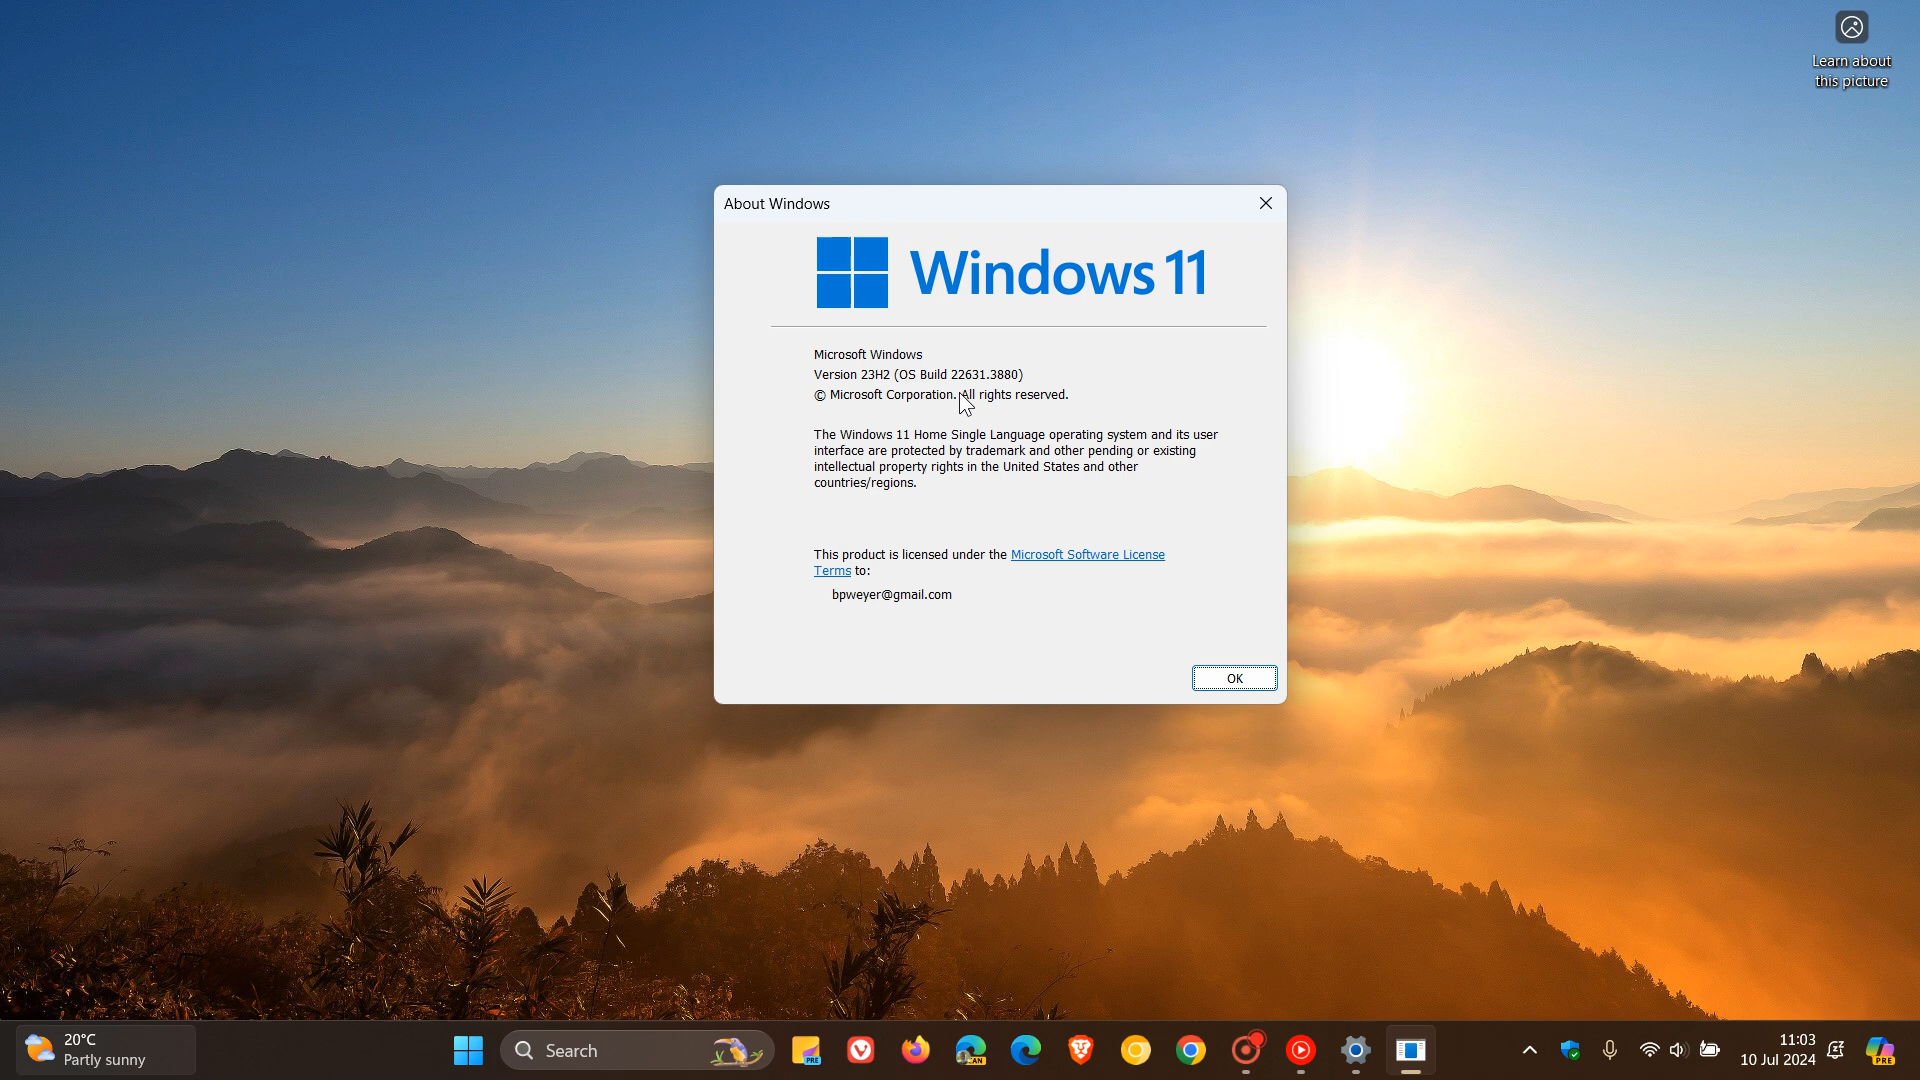 Learn about
this picture
About Windows
Windows 11
Microsoft Windows
Version 23H2 (OS Build 22631.3880)
© Microsoft Corporation. All rights reserved.
The Windows 11 Home Single Language operating system and its user
interface are protected by trademark and other pending or existing
intellectual property rights in the United States and other
countries/regions.
This product is licensed under the Microsoft Software License
Terms to:
bpweyer@gmail.com
OK
20°C
Partly sunny
Search
PRE
CAN
11:03
10 Jul 2024
PRE